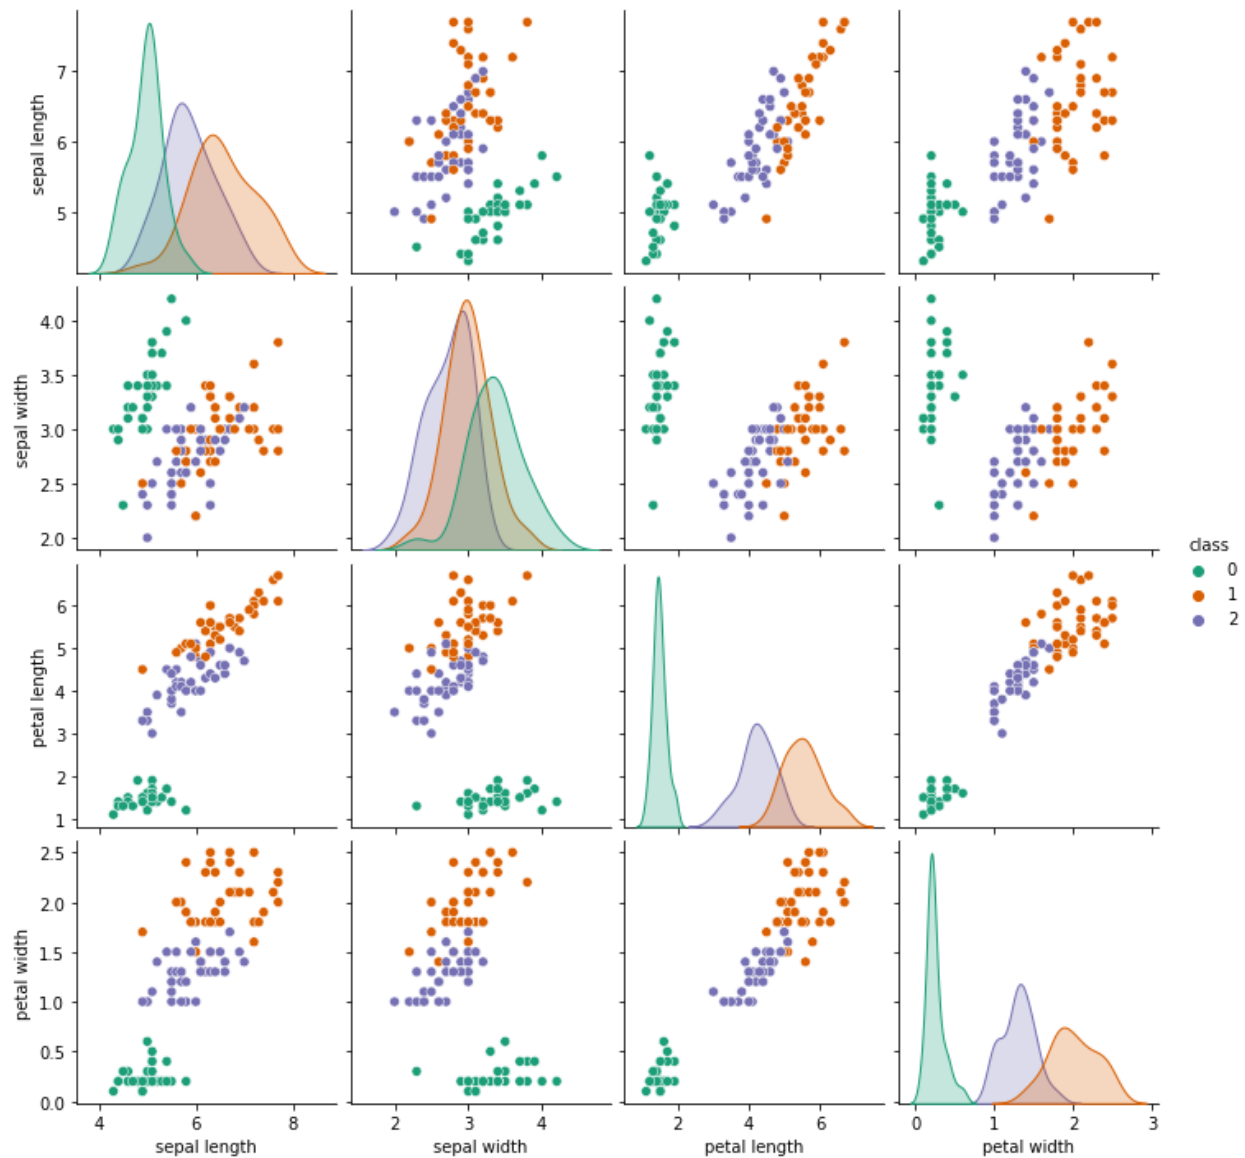 sepal length
7
6
5
sepal width
4.0
3.5
3.0
2.5
2.0
petal length
6
5
4
3
2
1
petal width
2.5
2.0
1.5
1.0
0.5
0.0
4 6 8
sepal length
2 3 4
sepal width
2 4 6
petal length
0 1 2 3
petal width
class
0
1
2